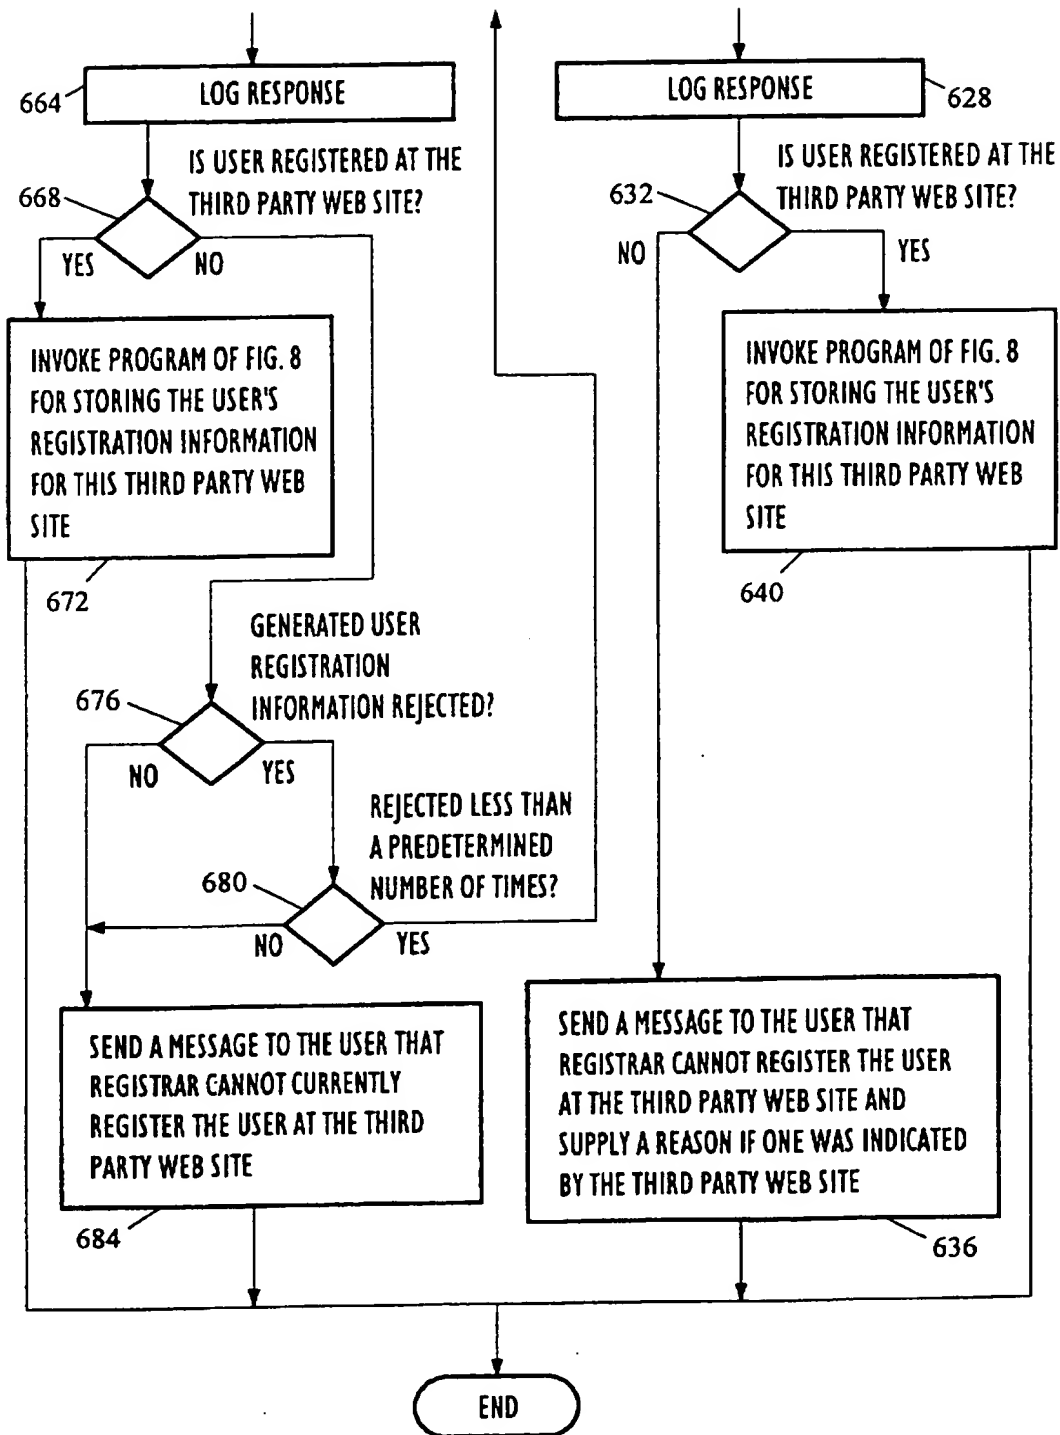 LOG RESPONSE
664
IS USER REGISTERED AT THE
THIRD PARTY WEB SITE?
668
YES
NO
INVOKE PROGRAM OF FIG. 8
FOR STORING THE USER'S
REGISTRATION INFORMATION
FOR THIS THIRD PARTY WEB
SITE
672
GENERATED USER
REGISTRATION
INFORMATION REJECTED?
676
NO
YES
REJECTED LESS THAN
A PREDETERMINED
NUMBER OF TIMES?
680
NO
YES
SEND A MESSAGE TO THE USER THAT
REGISTRAR CANNOT CURRENTLY
REGISTER THE USER AT THE THIRD
PARTY WEB SITE
684
LOG RESPONSE
628
IS USER REGISTERED AT THE
THIRD PARTY WEB SITE?
632
NO
YES
INVOKE PROGRAM OF FIG. 8
FOR STORING THE USER'S
REGISTRATION INFORMATION
FOR THIS THIRD PARTY WEB
SITE
640
SEND A MESSAGE TO THE USER THAT
REGISTRAR CANNOT REGISTER THE USER
AT THE THIRD PARTY WEB SITE AND
SUPPLY A REASON IF ONE WAS INDICATED
BY THE THIRD PARTY WEB SITE
636
END